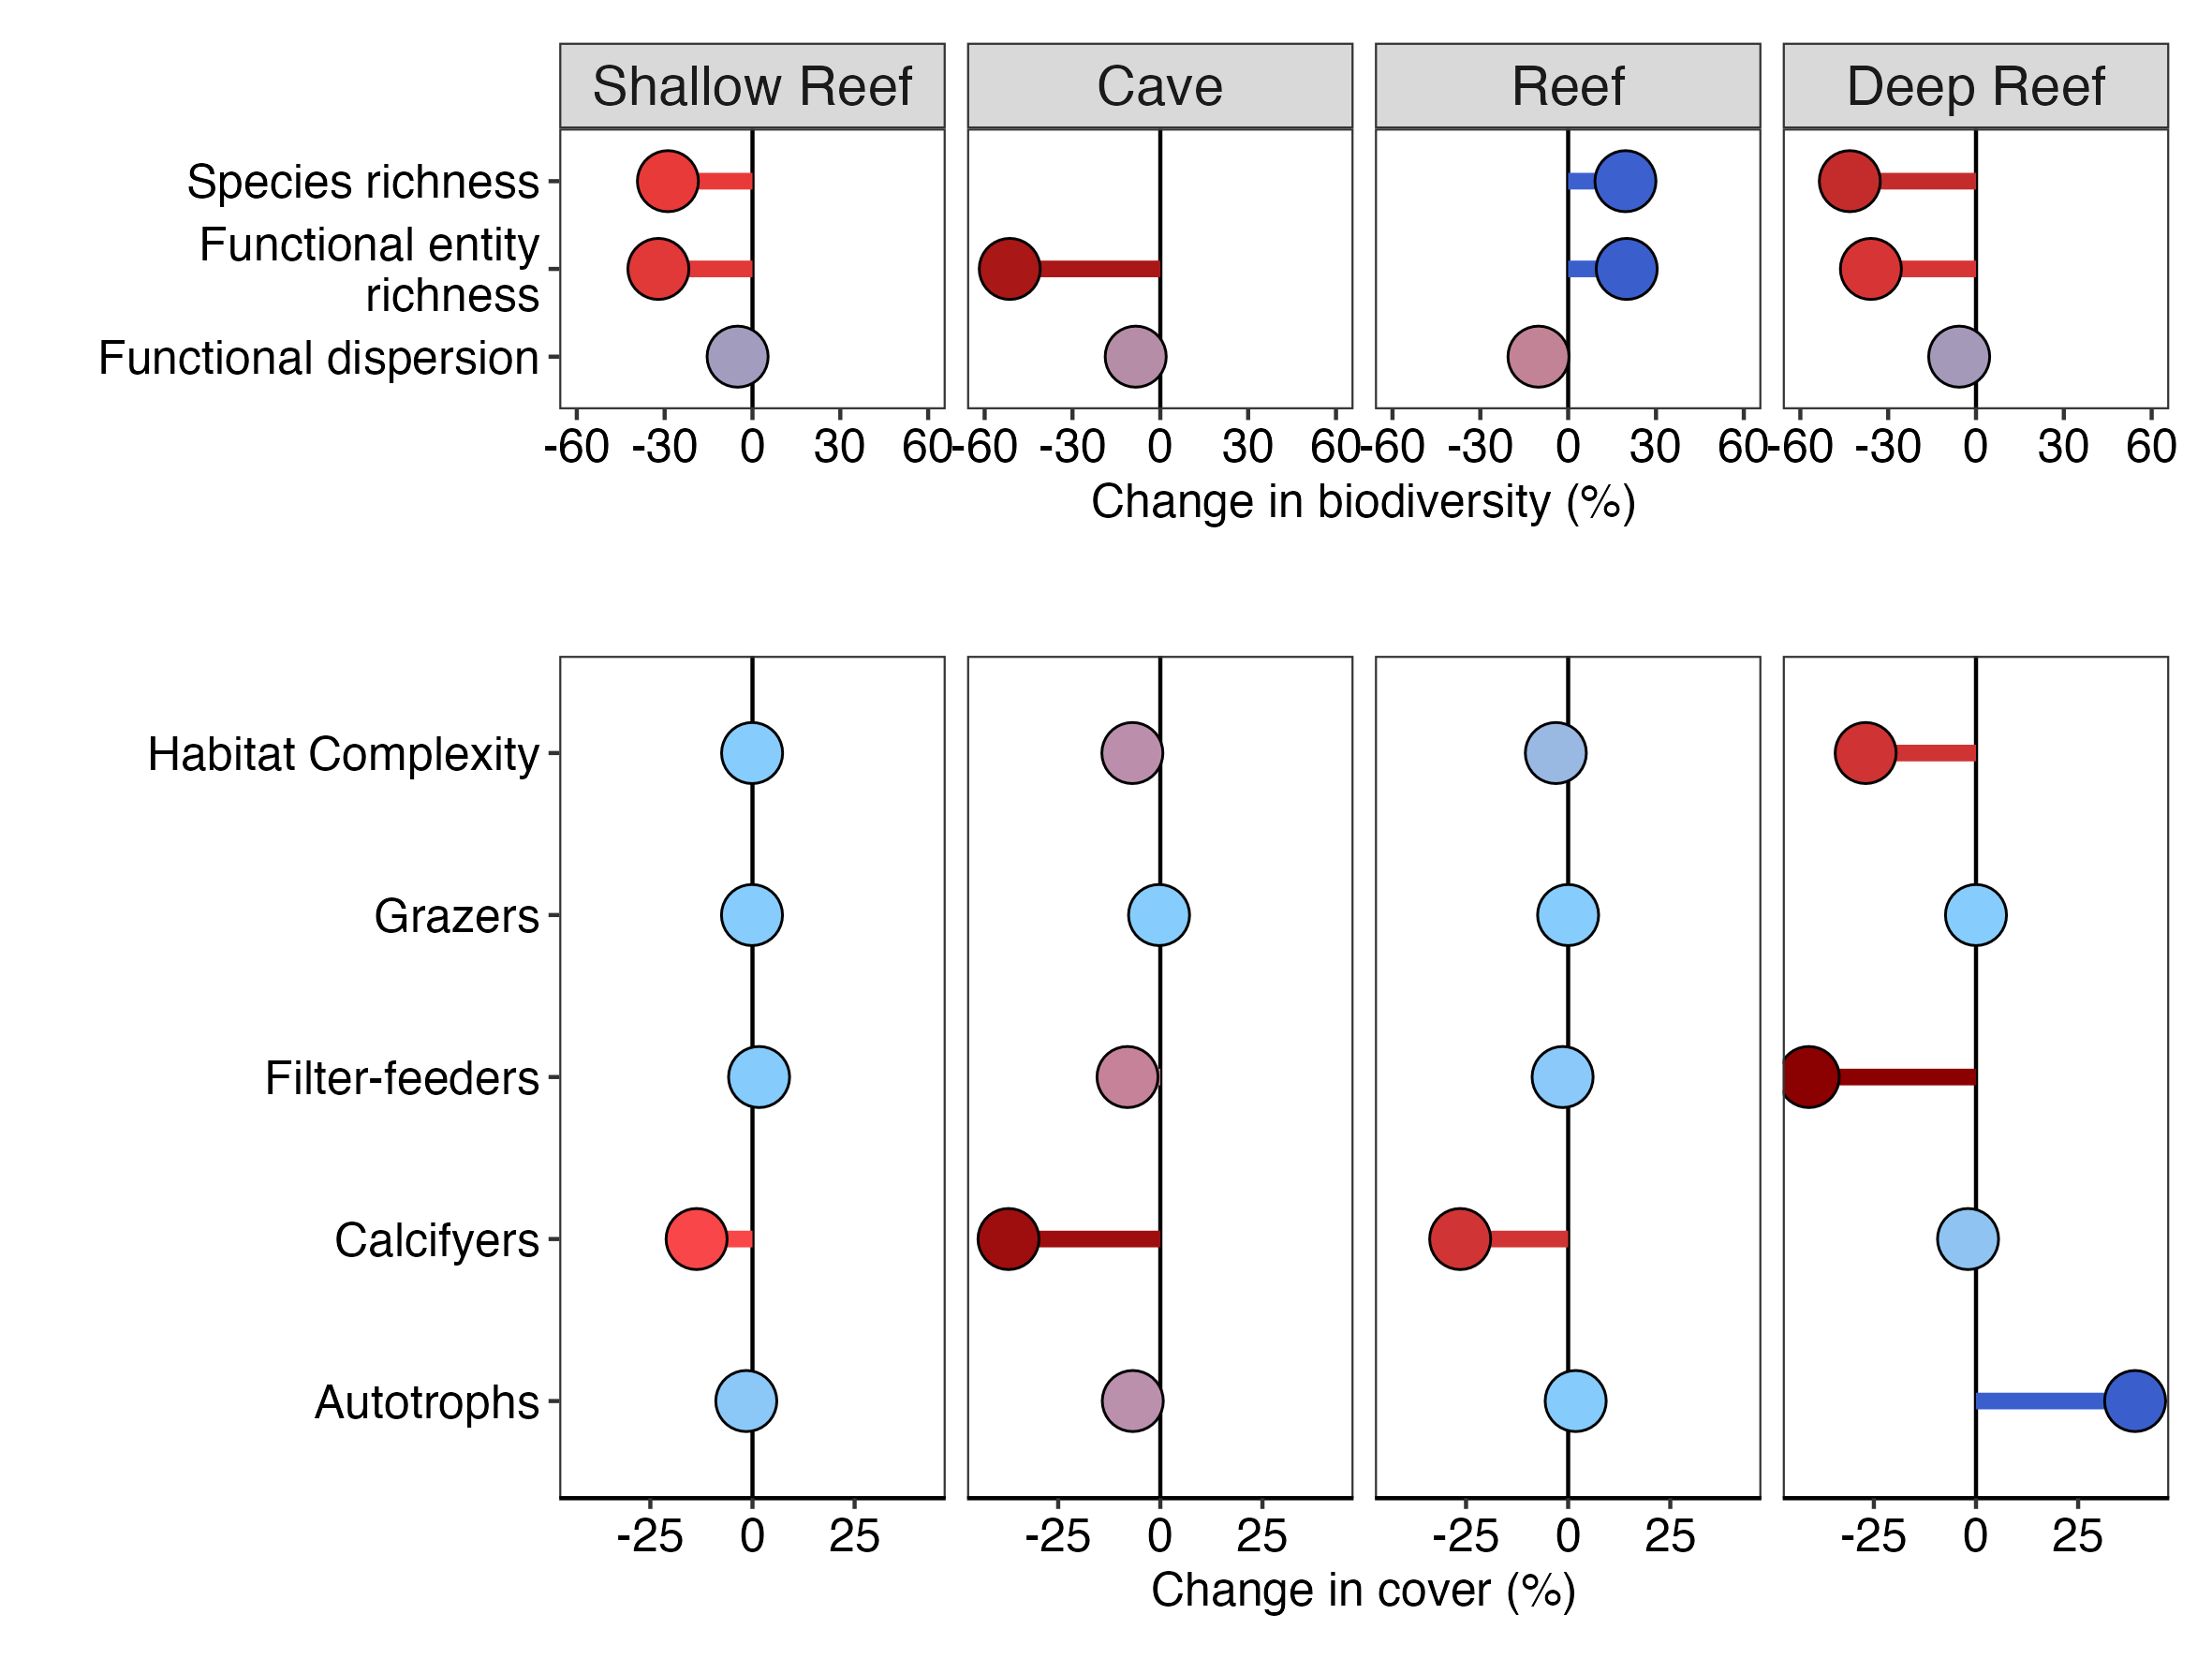 Shallow Reef Cave Reef Deep Reef
Species richness
Functional entity
richness
Functional dispersion
-60 -30 0 30 60 -60 -30 0 30 60 -60 -30 0 30 60 -60 -30 0 30 60
Change in biodiversity (%)
Habitat Complexity
Grazers
Filter-feeders
Calcifyers
Autotrophs
-25 0 25 -25 0 25 -25 0 25 -25 0 25
Change in cover (%)